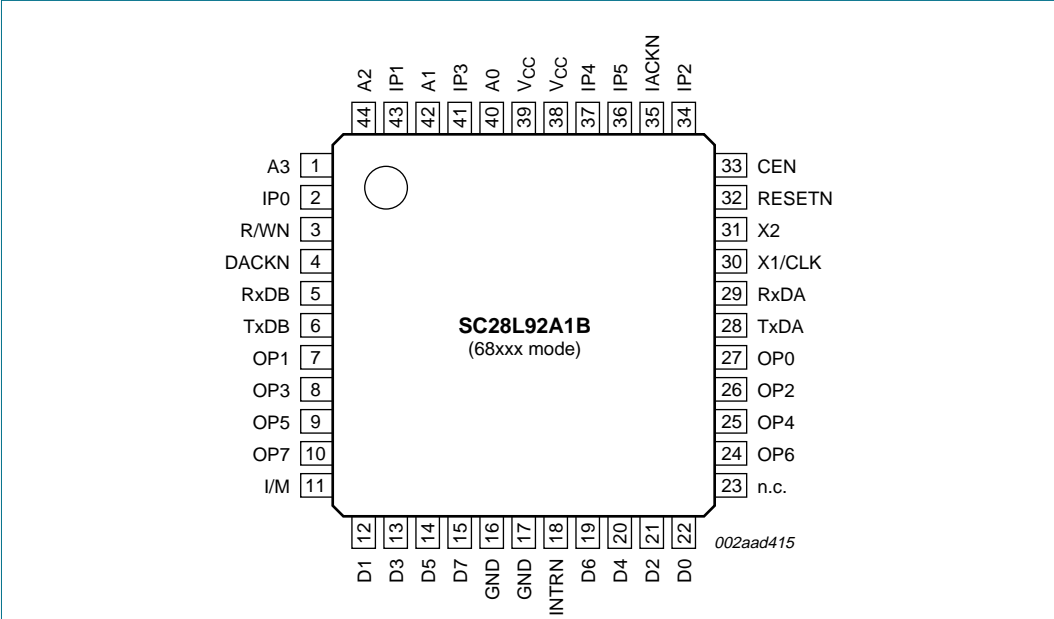 A2 IP1 A1 IP3 A0 VCC VCC IP4 IP5 IACKN IP2
44 43 42 41 40 39 38 37 36 35 34
A3 1
IP0 2
R/WN 3
DACKN 4
RxDB 5
TxDB 6
OP1 7
OP3 8
OP5 9
OP7 10
I/M 11
SC28L92A1B
(68xxx mode)
33 CEN
32 RESETN
31 X2
30 X1/CLK
29 RxDA
28 TxDA
27 OP0
26 OP2
25 OP4
24 OP6
23 n.c.
12 13 14 15 16 17 18 19 20 21 22
D1 D3 D5 D7 GND GND INTRN D6 D4 D2 D0
002aad415